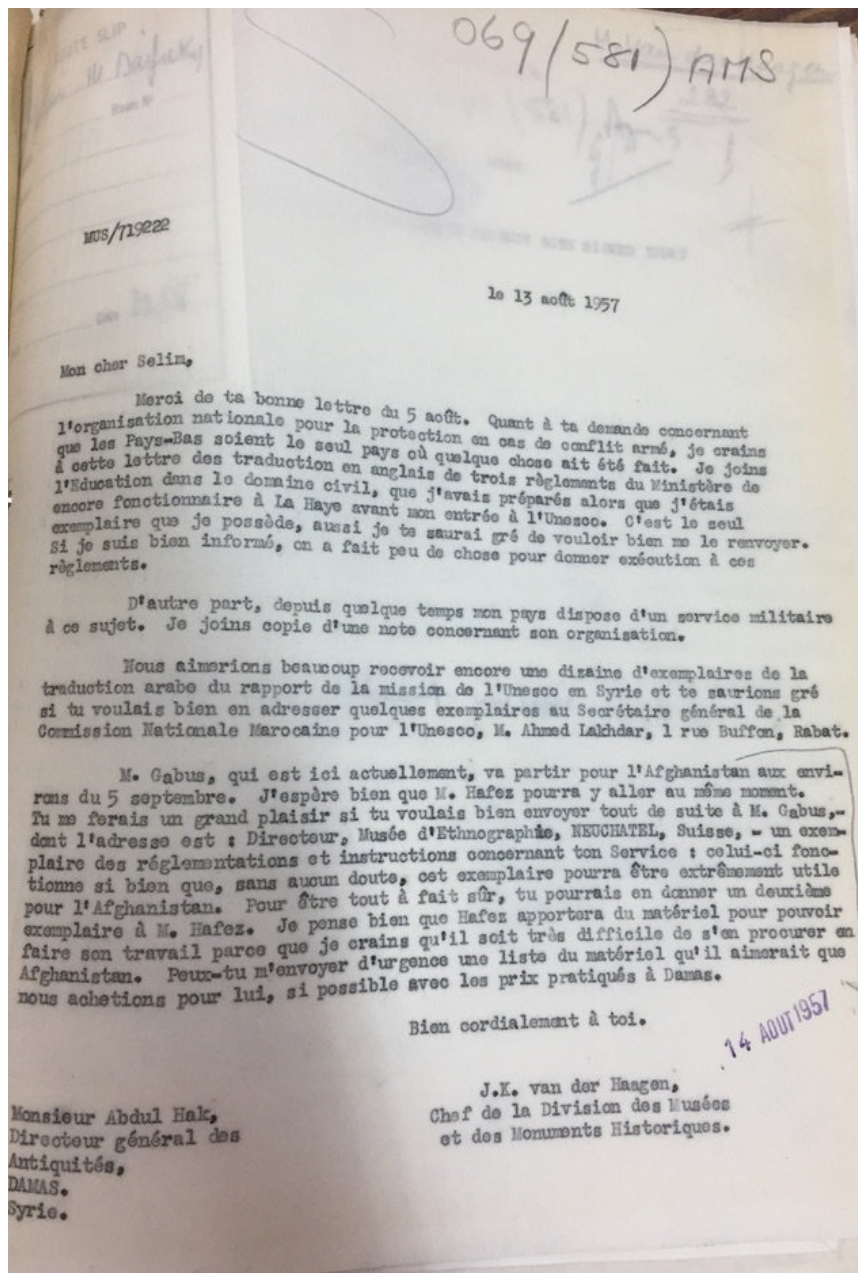 069(581) AMS
ROUTE SLIP
Room Nº
MUS/719222
Date
le 13 août 1957
Mon cher Selim,
Merci de ta bonne lettre du 5 août. Quant à ta demande concernant
l'organisation nationale pour la protection en cas de conflit armé, je crains
que les Pays-Bas soient le seul pays où quelque chose ait été fait. Je joins
à cette lettre des traduction en anglais de trois règlements du Ministère de
l'Education dans le domaine civil, que j'avais préparés alors que j'étais
encore fonctionnaire à La Haye avant mon entrée à l'Unesco. C'est le seul
exemplaire que je possède, aussi je te saurai gré de vouloir bien me le renvoyer.
Si je suis bien informé, on a fait peu de chose pour donner exécution à ces
règlements.
D'autre part, depuis quelque temps mon pays dispose d'un service militaire
à ce sujet. Je joins copie d'une note concernant son organisation.
Nous aimerions beaucoup recevoir encore une dizaine d'exemplaires de la
traduction arabe du rapport de la mission de l'Unesco en Syrie et te saurions gré
si tu voulais bien en adresser quelques exemplaires au Secrétaire général de la
Commission Nationale Marocaine pour l'Unesco, M. Ahmed Lakhdar, 1 rue Buffon, Rabat.
M. Gabus, qui est ici actuellement, va partir pour l'Afghanistan aux envi-
rons du 5 septembre. J'espère bien que M. Hafez pourra y aller au même moment.
Tu me ferais un grand plaisir si tu voulais bien envoyer tout de suite à M. Gabus,-
dont l'adresse est : Directeur, Musée d'Ethnographie, NEUCHATEL, Suisse, - un exem-
plaire des réglementations et instructions concernant ton Service : celui-ci fonc-
tionne si bien que, sans aucun doute, cet exemplaire pourra être extrêmement utile
pour l'Afghanistan. Pour être tout à fait sûr, tu pourrais en donner un deuxième
exemplaire à M. Hafez. Je pense bien que Hafez apportera du matériel pour pouvoir
faire son travail parce que je crains qu'il soit très difficile de s'en procurer en
Afghanistan. Peux-tu m'envoyer d'urgence une liste du matériel qu'il aimerait que
nous achetions pour lui, si possible avec les prix pratiqués à Damas.
Bien cordialement à toi.
14 AOUT 1957
J.K. van der Haagen,
Chef de la Division des Musées
et des Monuments Historiques.
Monsieur Abdul Hak,
Directeur général des
Antiquités,
DAMAS.
Syrie.